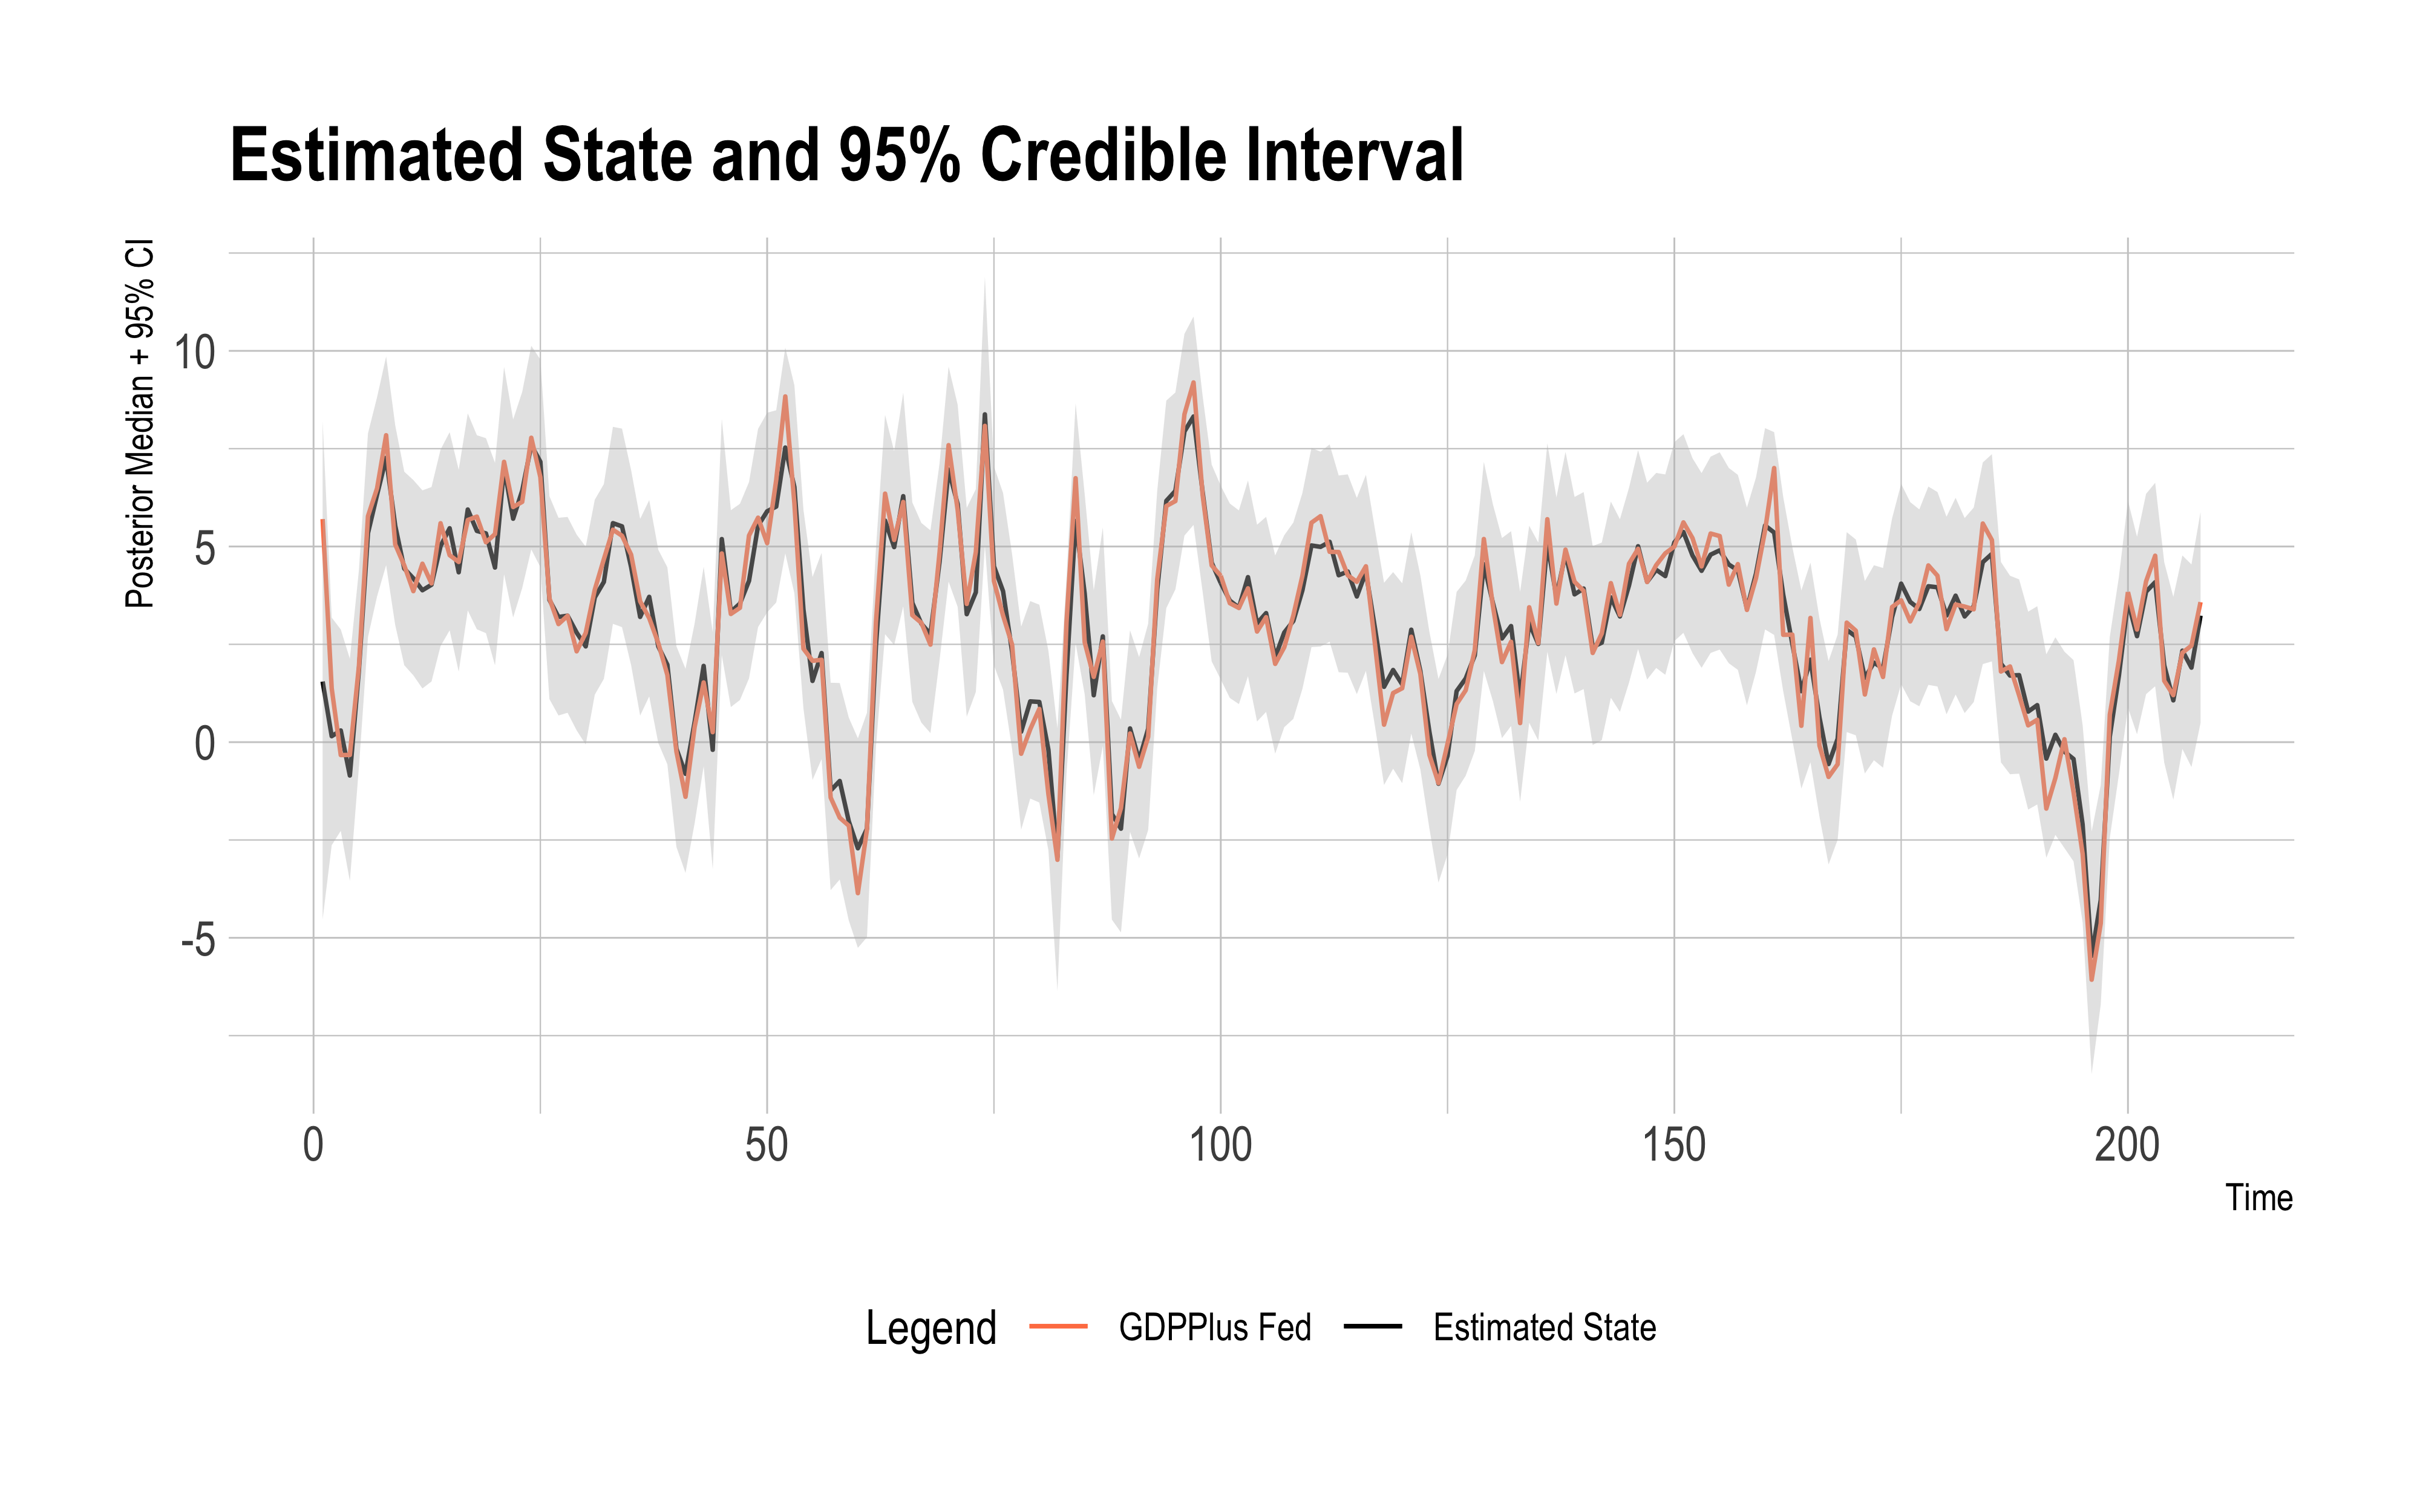 Estimated State and 95% Credible Interval
Posterior Median + 95% CI
10
5
0
-5
0
50
100
150
200
Time
Legend
GDPPlus Fed
Estimated State